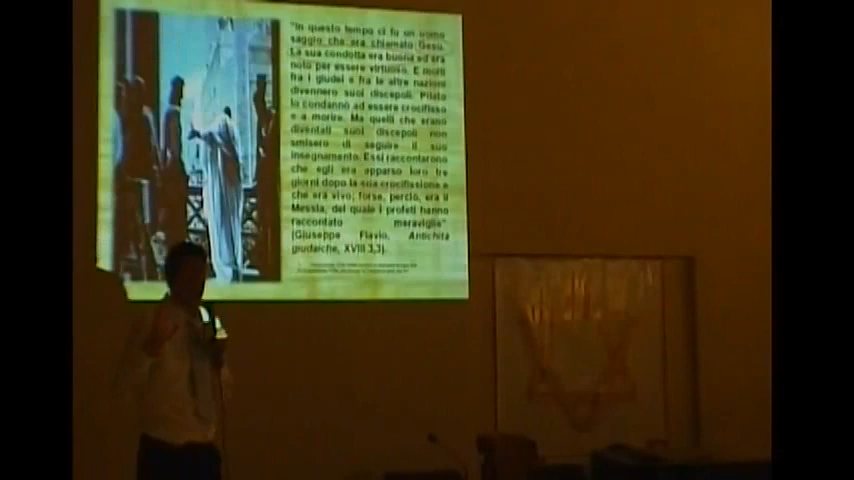 "In questo tempo ci fu un uomo
saggio che era chiamato Gesù.
La sua condotta era buona ed era
noto per essere virtuoso. E molti
fra i giudei e fra le altre nazioni
divennero suoi discepoli. Pilato
lo condannò ad essere crocifisso
e a morire. Ma quelli che erano
diventati suoi discepoli non
smisero di seguire il suo
insegnamento. Essi raccontarono
che egli era apparso loro tre
giorni dopo la sua crocifissione e
che era vivo; forse, perciò, era il
Messia, del quale i profeti hanno
raccontato meraviglie"
(Giuseppe Flavio, Antichità
giudaiche, XVIII 3,3).